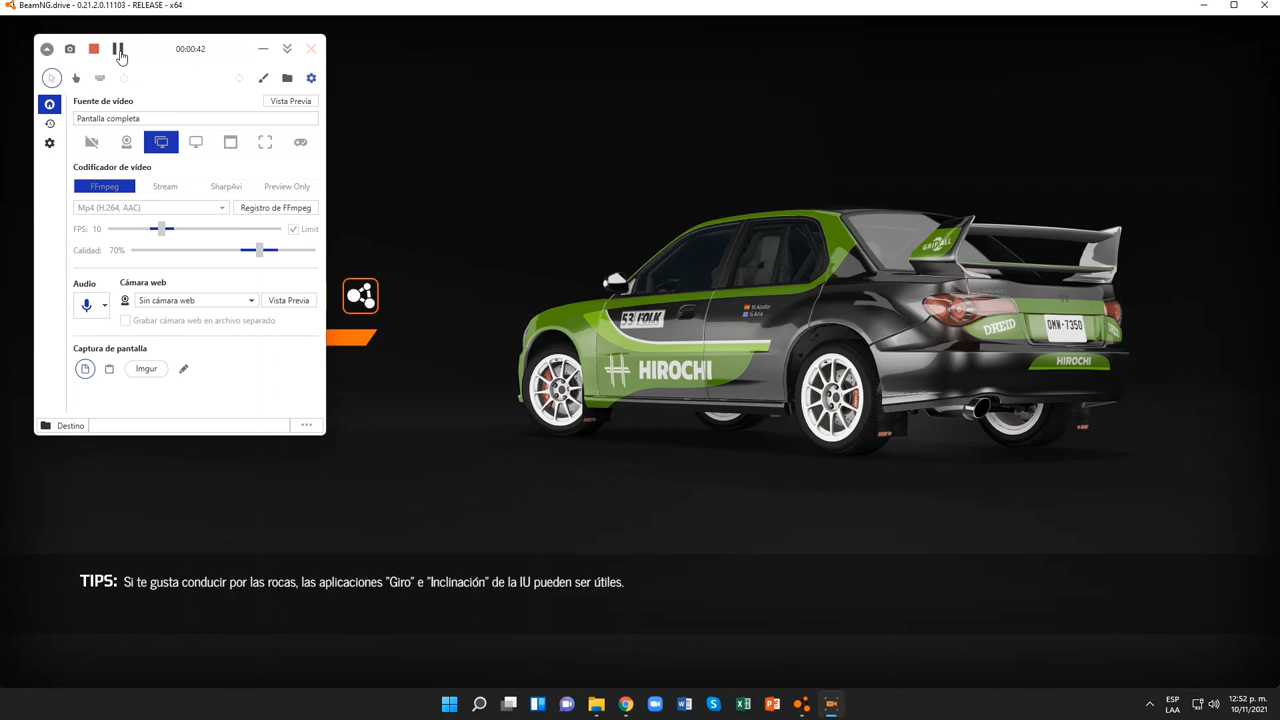 BeamNG.drive - 0.21.2.0.11103 - RELEASE - x64
00:00:42
Fuente de vídeo
Vista Previa
Pantalla completa
Codificador de vídeo
FFmpeg Stream SharpAvi Preview Only
Mp4 (H.264, AAC) Registro de FFmpeg
FPS: 10 Limit
Calidad: 70%
Audio
Cámara web
Sin cámara web Vista Previa
Grabar cámara web en archivo separado
Captura de pantalla
Imgur
Destino
GRIPALL
53 FOLK
HIROCHI
DREID
QMN·7350
HIROCHI
TIPS: Si te gusta conducir por las rocas, las aplicaciones "Giro" e "Inclinación" de la IU pueden ser útiles.
ESP
LAA
12:52 p. m.
10/11/2021